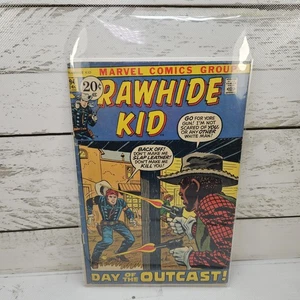 MARVEL COMICS GROUP
20¢
RAWHIDE
KID
GO FOR YORE
GUN! I'M NOT
SCARED OF YOU,
OR ANY OTHER
WHITE MAN!
BACK OFF!
DON'T MAKE ME
SLAP LEATHER!
DON'T MAKE ME
KILL YOU!
DAY OF THE OUTCAST!